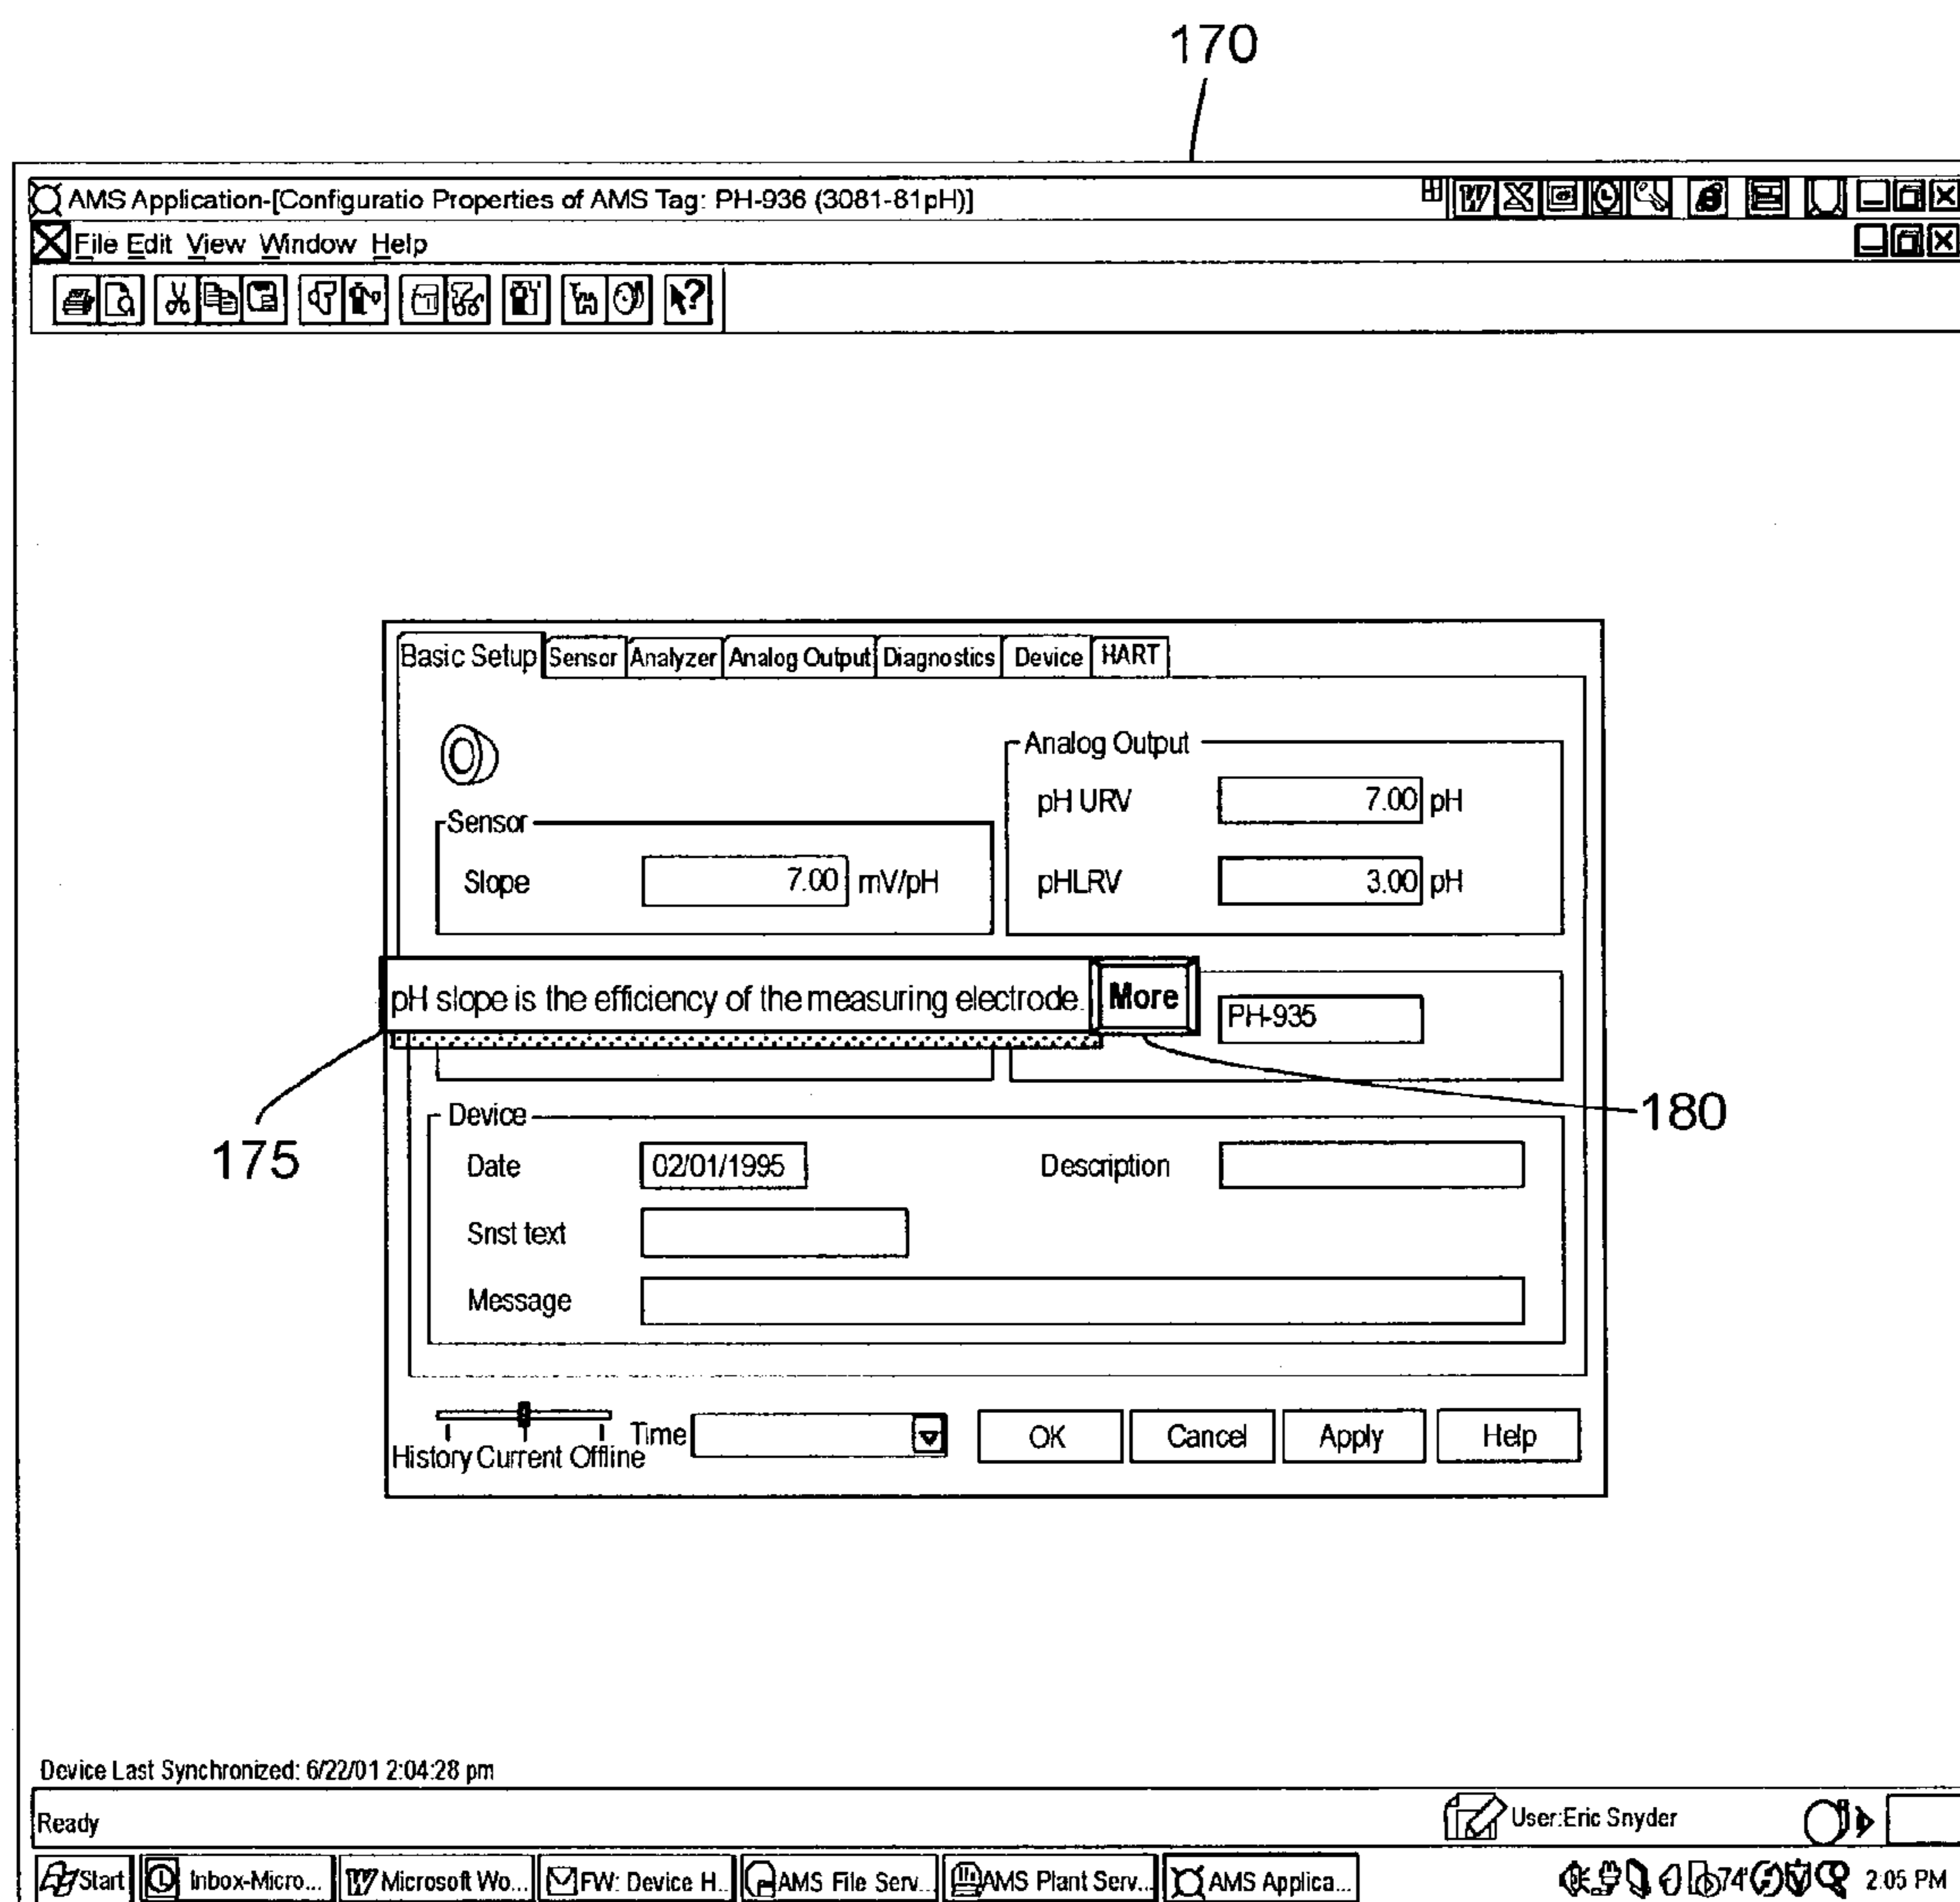 170
AMS Application-[Configuratio Properties of AMS Tag: PH-936 (3081-81pH)]
File Edit View Window Help
Basic Setup Sensor Analyzer Analog Output Diagnostics Device HART
Analog Output
pH URV 7.00 pH
Sensor
Slope 7.00 mV/pH
pHLRV 3.00 pH
pH slope is the efficiency of the measuring electrode. More
PH-935
175
180
Device
Date 02/01/1995 Description
Snst text
Message
History Current Offline Time OK Cancel Apply Help
Device Last Synchronized: 6/22/01 2:04:28 pm
Ready User:Eric Snyder
Start Inbox-Micro... Microsoft Wo... FW: Device H.. AMS File Serv... AMS Plant Serv... AMS Applica... 74° 2:05 PM